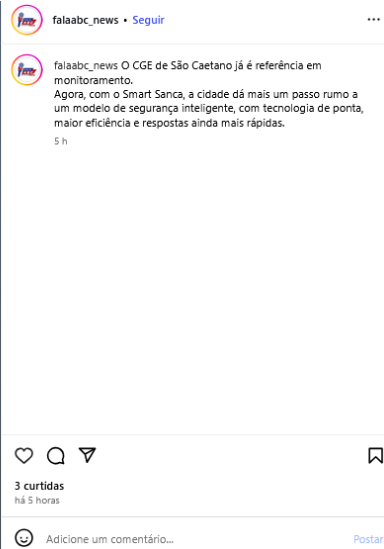 falaabc_news • Seguir
falaabc_news O CGE de São Caetano já é referência em
monitoramento.
Agora, com o Smart Sanca, a cidade dá mais um passo rumo a
um modelo de segurança inteligente, com tecnologia de ponta,
maior eficiência e respostas ainda mais rápidas.
5 h
3 curtidas
há 5 horas
Adicione um comentário...
Postar